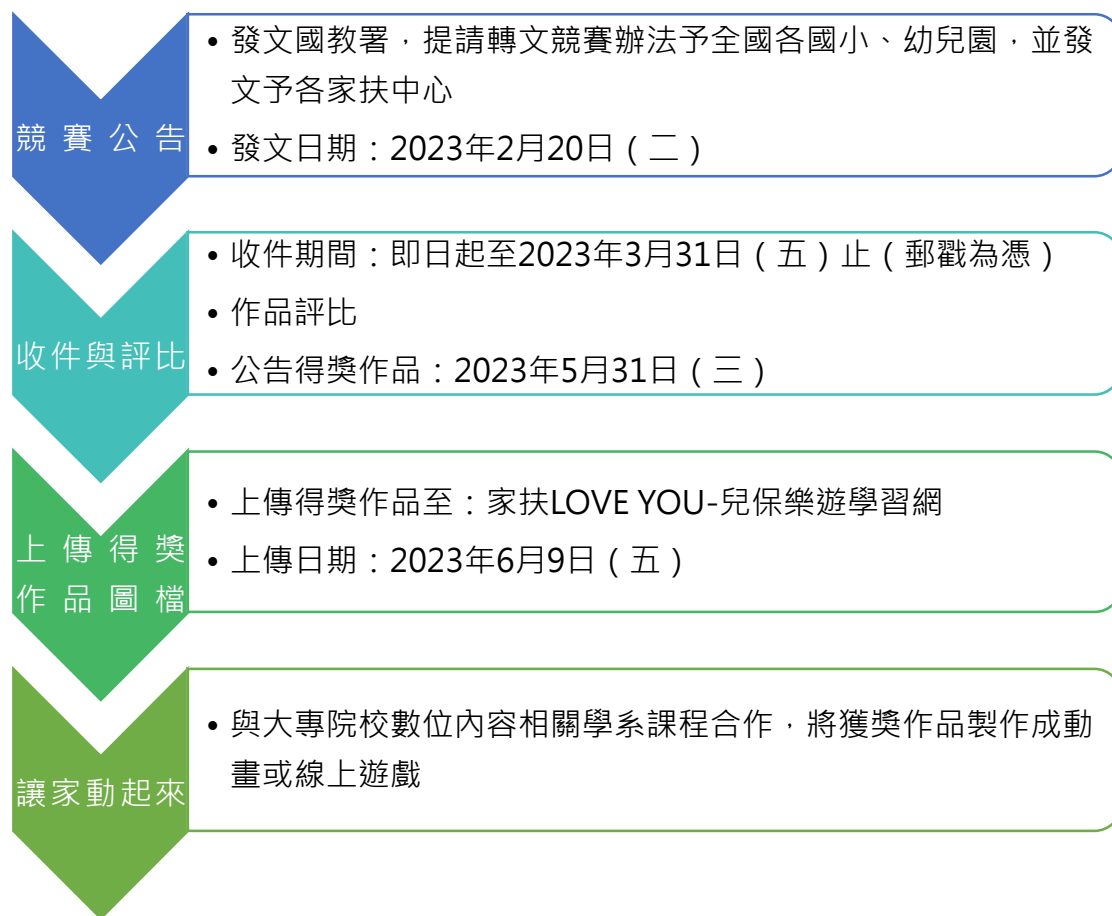 競賽公告
• 發文國教署，提請轉文競賽辦法予全國各國小、幼兒園，並發
文予各家扶中心
• 發文日期：2023年2月20日（二）
收件與評比
• 收件期間：即日起至2023年3月31日（五）止（郵戳為憑）
• 作品評比
• 公告得獎作品：2023年5月31日（三）
上傳得獎
作品圖檔
• 上傳得獎作品至：家扶LOVE YOU-兒保樂遊學習網
• 上傳日期：2023年6月9日（五）
讓家動起來
• 與大專院校數位內容相關學系課程合作，將獲獎作品製作成動
畫或線上遊戲